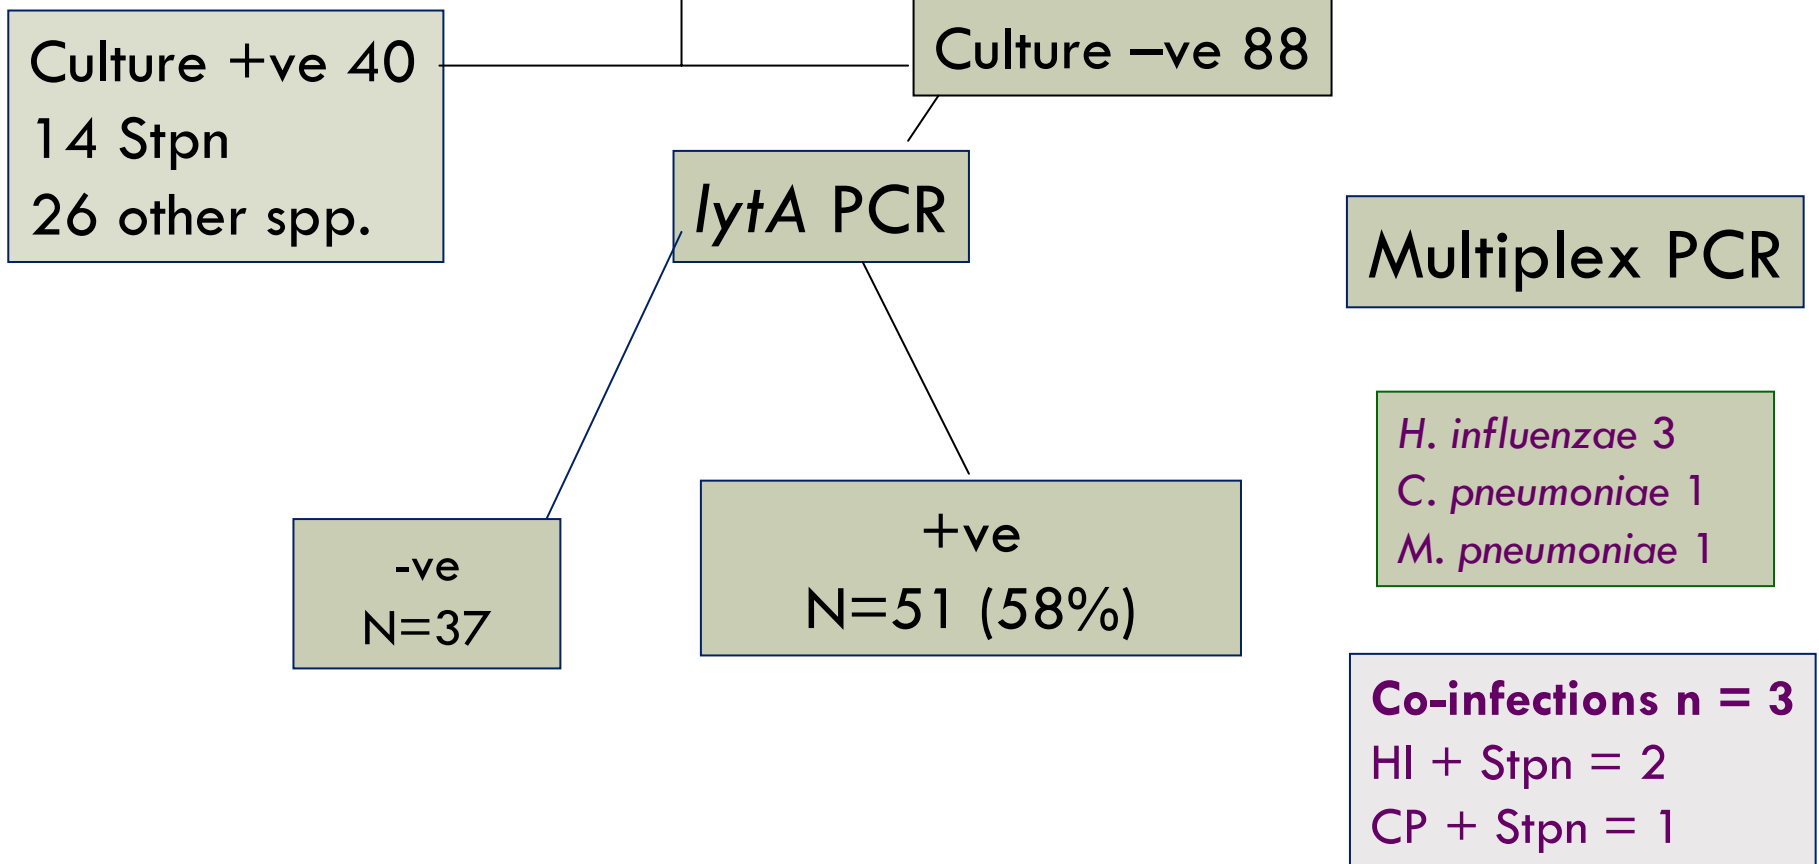 Culture +ve 40
14 Stpn
26 other spp.
Culture –ve 88
lytA PCR
Multiplex PCR
-ve
N=37
+ve
N=51 (58%)
H. influenzae 3
C. pneumoniae 1
M. pneumoniae 1
Co-infections n = 3
HI + Stpn = 2
CP + Stpn = 1